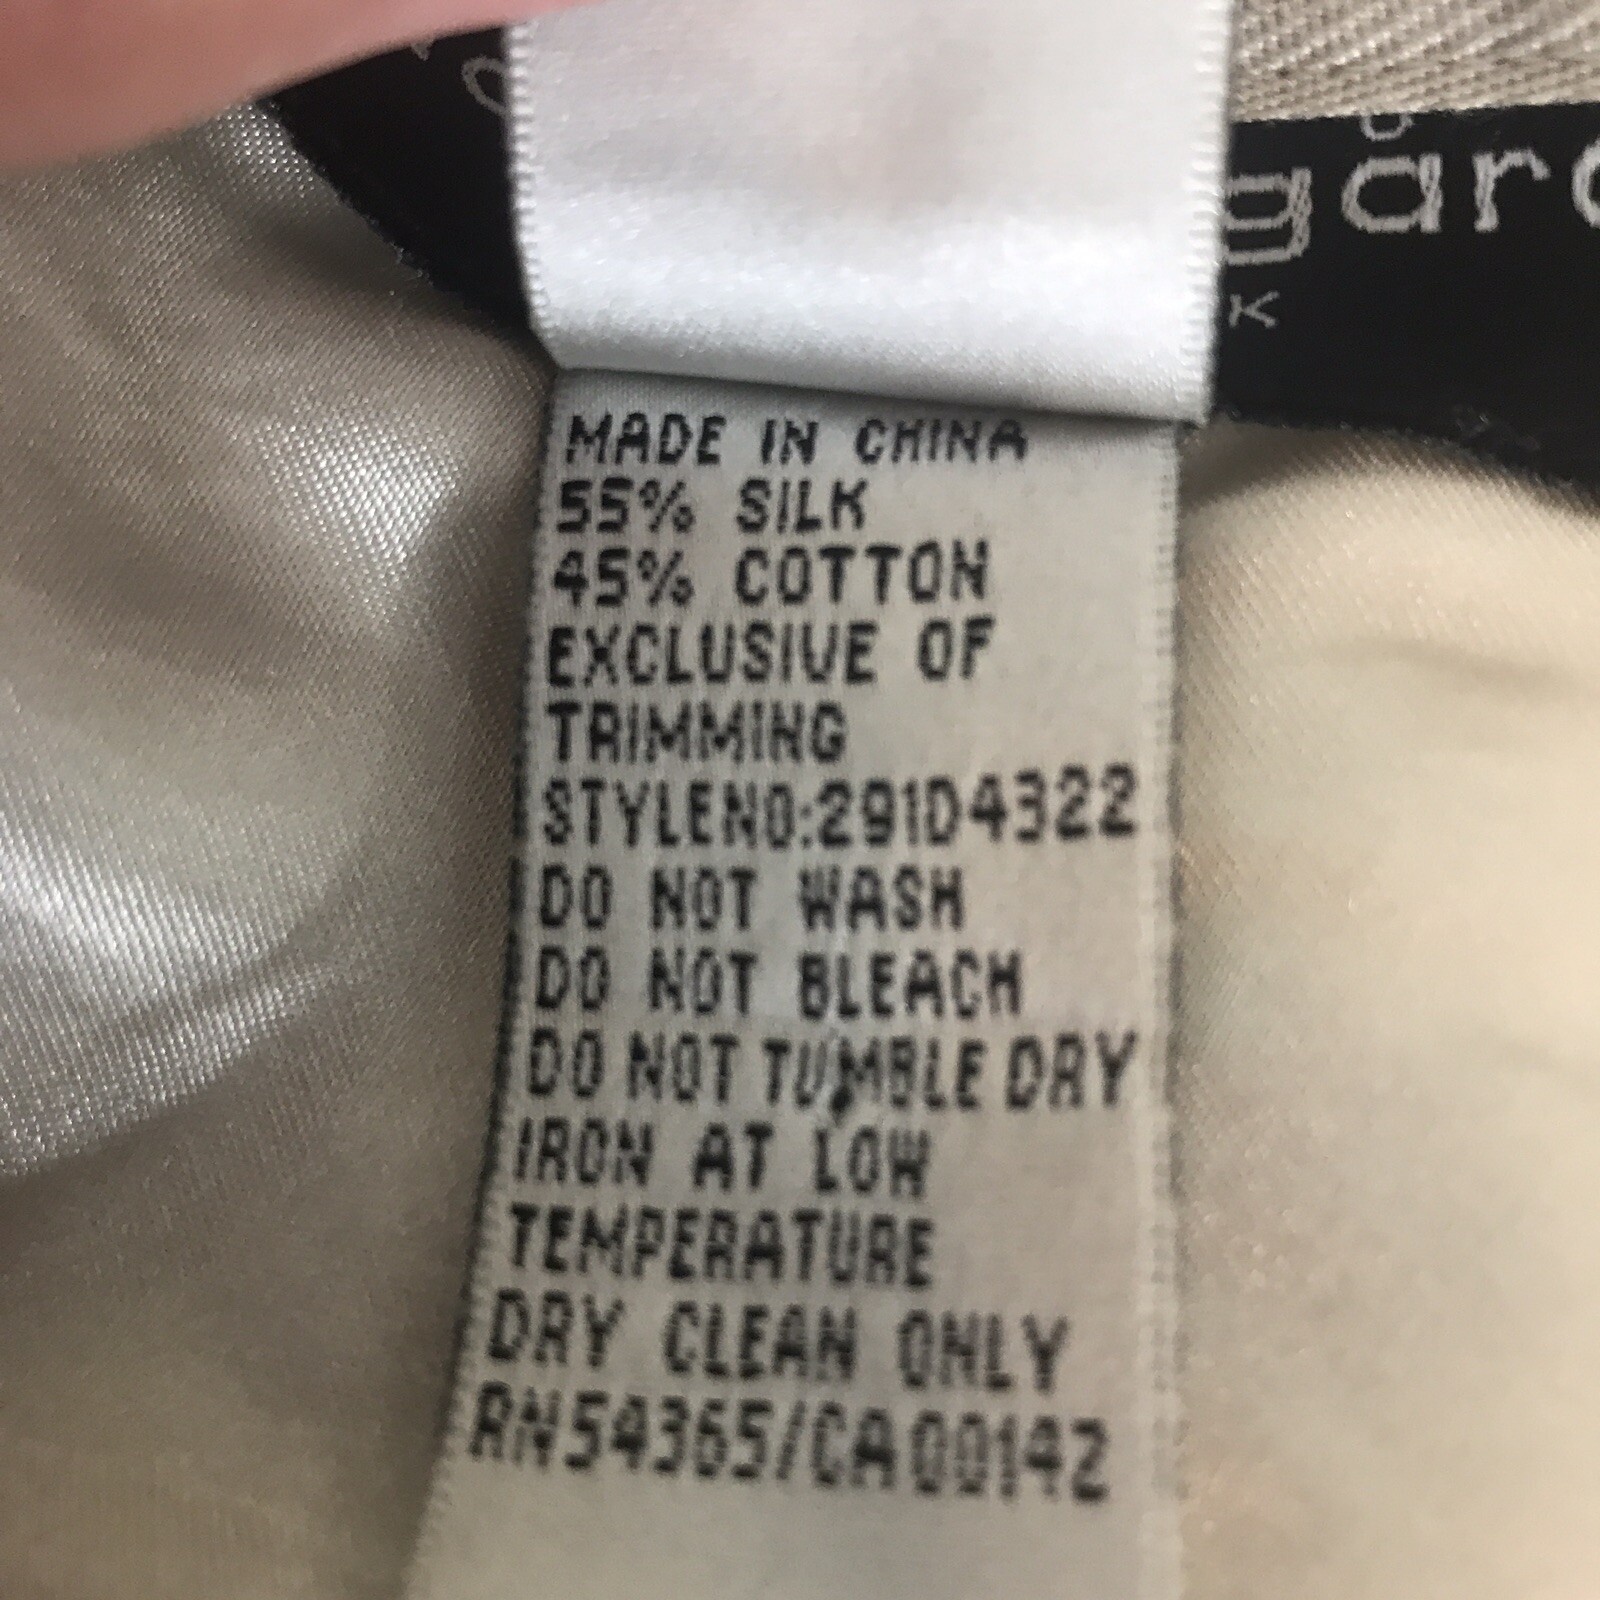 gard
K
MADE IN CHINA
55% SILK
45% COTTON
EXCLUSIVE OF
TRIMMING
STYLENO:291D4322
DO NOT WASH
DO NOT BLEACH
DO NOT TUMBLE DRY
IRON AT LOW
TEMPERATURE
DRY CLEAN ONLY
RN54365/CA00142